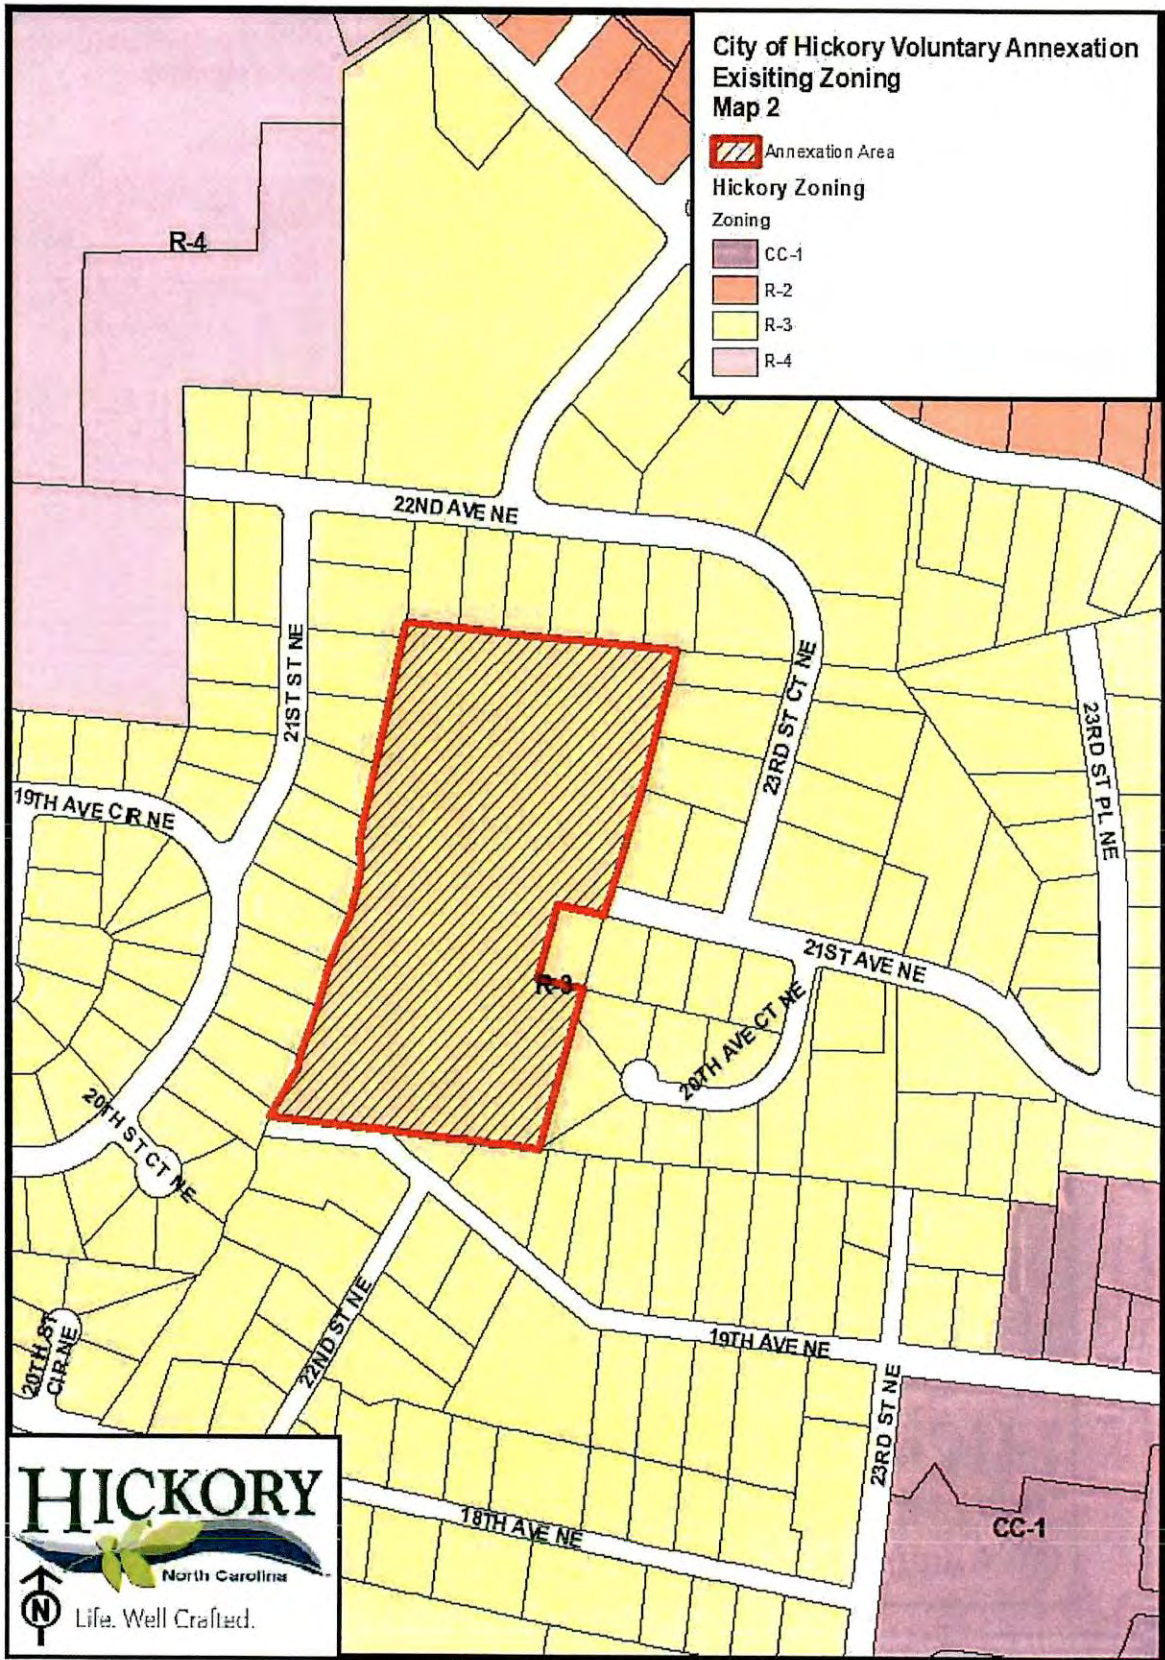 City of Hickory Voluntary Annexation
Exisiting Zoning
Map 2
Annexation Area
Hickory Zoning
Zoning
CC-1
R-2
R-3
R-4
R-4
22ND AVE NE
21ST ST NE
23RD ST CT NE
23RD ST PL NE
19TH AVE CIR NE
21ST AVE NE
R-3
20TH AVE CT NE
20TH ST CT NE
22ND ST NE
20TH ST
CIR NE
19TH AVE NE
23RD ST NE
18TH AVE NE
CC-1
HICKORY
North Carolina
N
Life. Well Crafted.